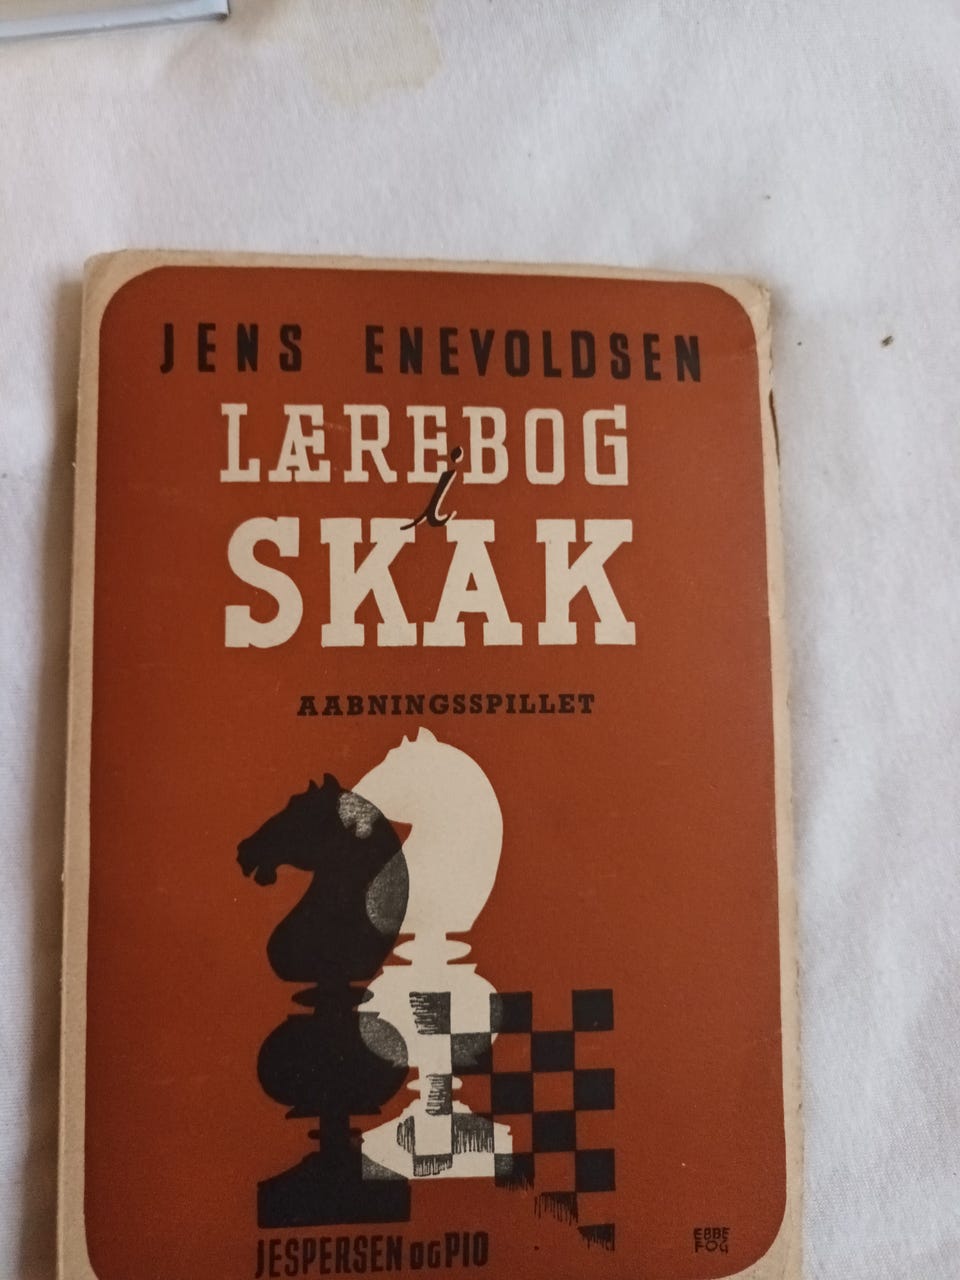 JENS ENEVOLDSEN
LÆREBOG
i
SKAK
AABNINGSSPILLET
JESPERSEN OG PIO
EBBE
FOG